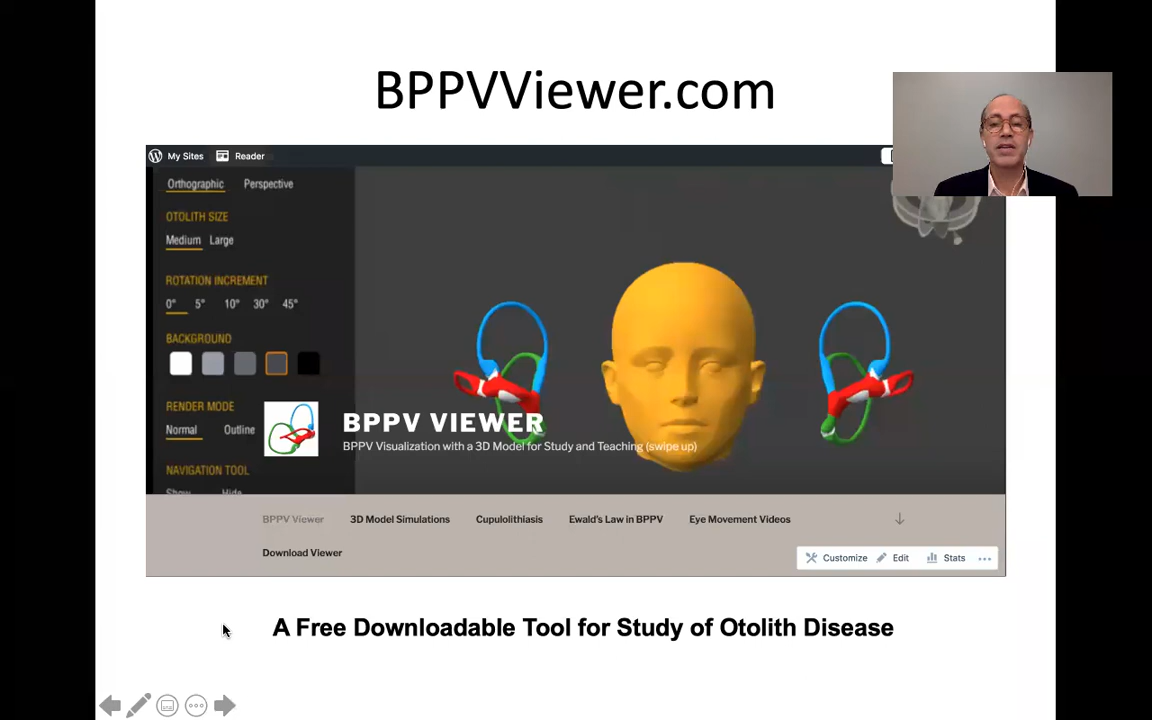 BPPVViewer.com
My Sites
Reader
Orthographic Perspective
OTOLITH SIZE
Medium Large
ROTATION INCREMENT
0° 5° 10° 30° 45°
BACKGROUND
RENDER MODE
Normal Outline
NAVIGATION TOOL
Show Hide
BPPV VIEWER
BPPV Visualization with a 3D Model for Study and Teaching (swipe up)
BPPV Viewer 3D Model Simulations Cupulolithiasis Ewald's Law in BPPV Eye Movement Videos
Download Viewer
Customize Edit Stats
A Free Downloadable Tool for Study of Otolith Disease